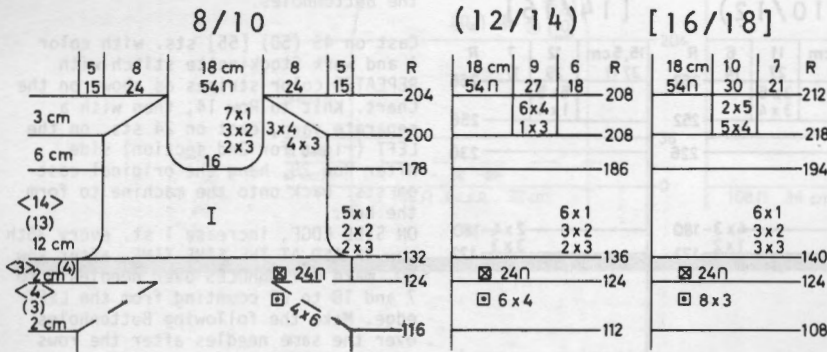 8/10 (12/14) [16/18]
5 8 18 cm 5 18 cm 9 6 R 18 cm 10 7 R
15 24 54∩ 24 15 54∩ 27 18 54∩ 30 21
204 208 212
3 cm 7x1 3x4 6x4 2x5
3x2 4x3 1x3 5x4
2x3 200 208 218
16
6 cm 178 186 194
<14>
(13) I 5x1 6x1 6x1
12 cm 2x2 3x2 3x2
2x3 2x3 3x3
132 136 140
<3> (4) ⊠ 24∩ 124 ⊠ 24∩ 124 ⊠ 24∩ 124
2 cm
<4> ⊡ 4x6 ⊡ 6x4 ⊡ 8x3
(3)
2 cm 116 112 108